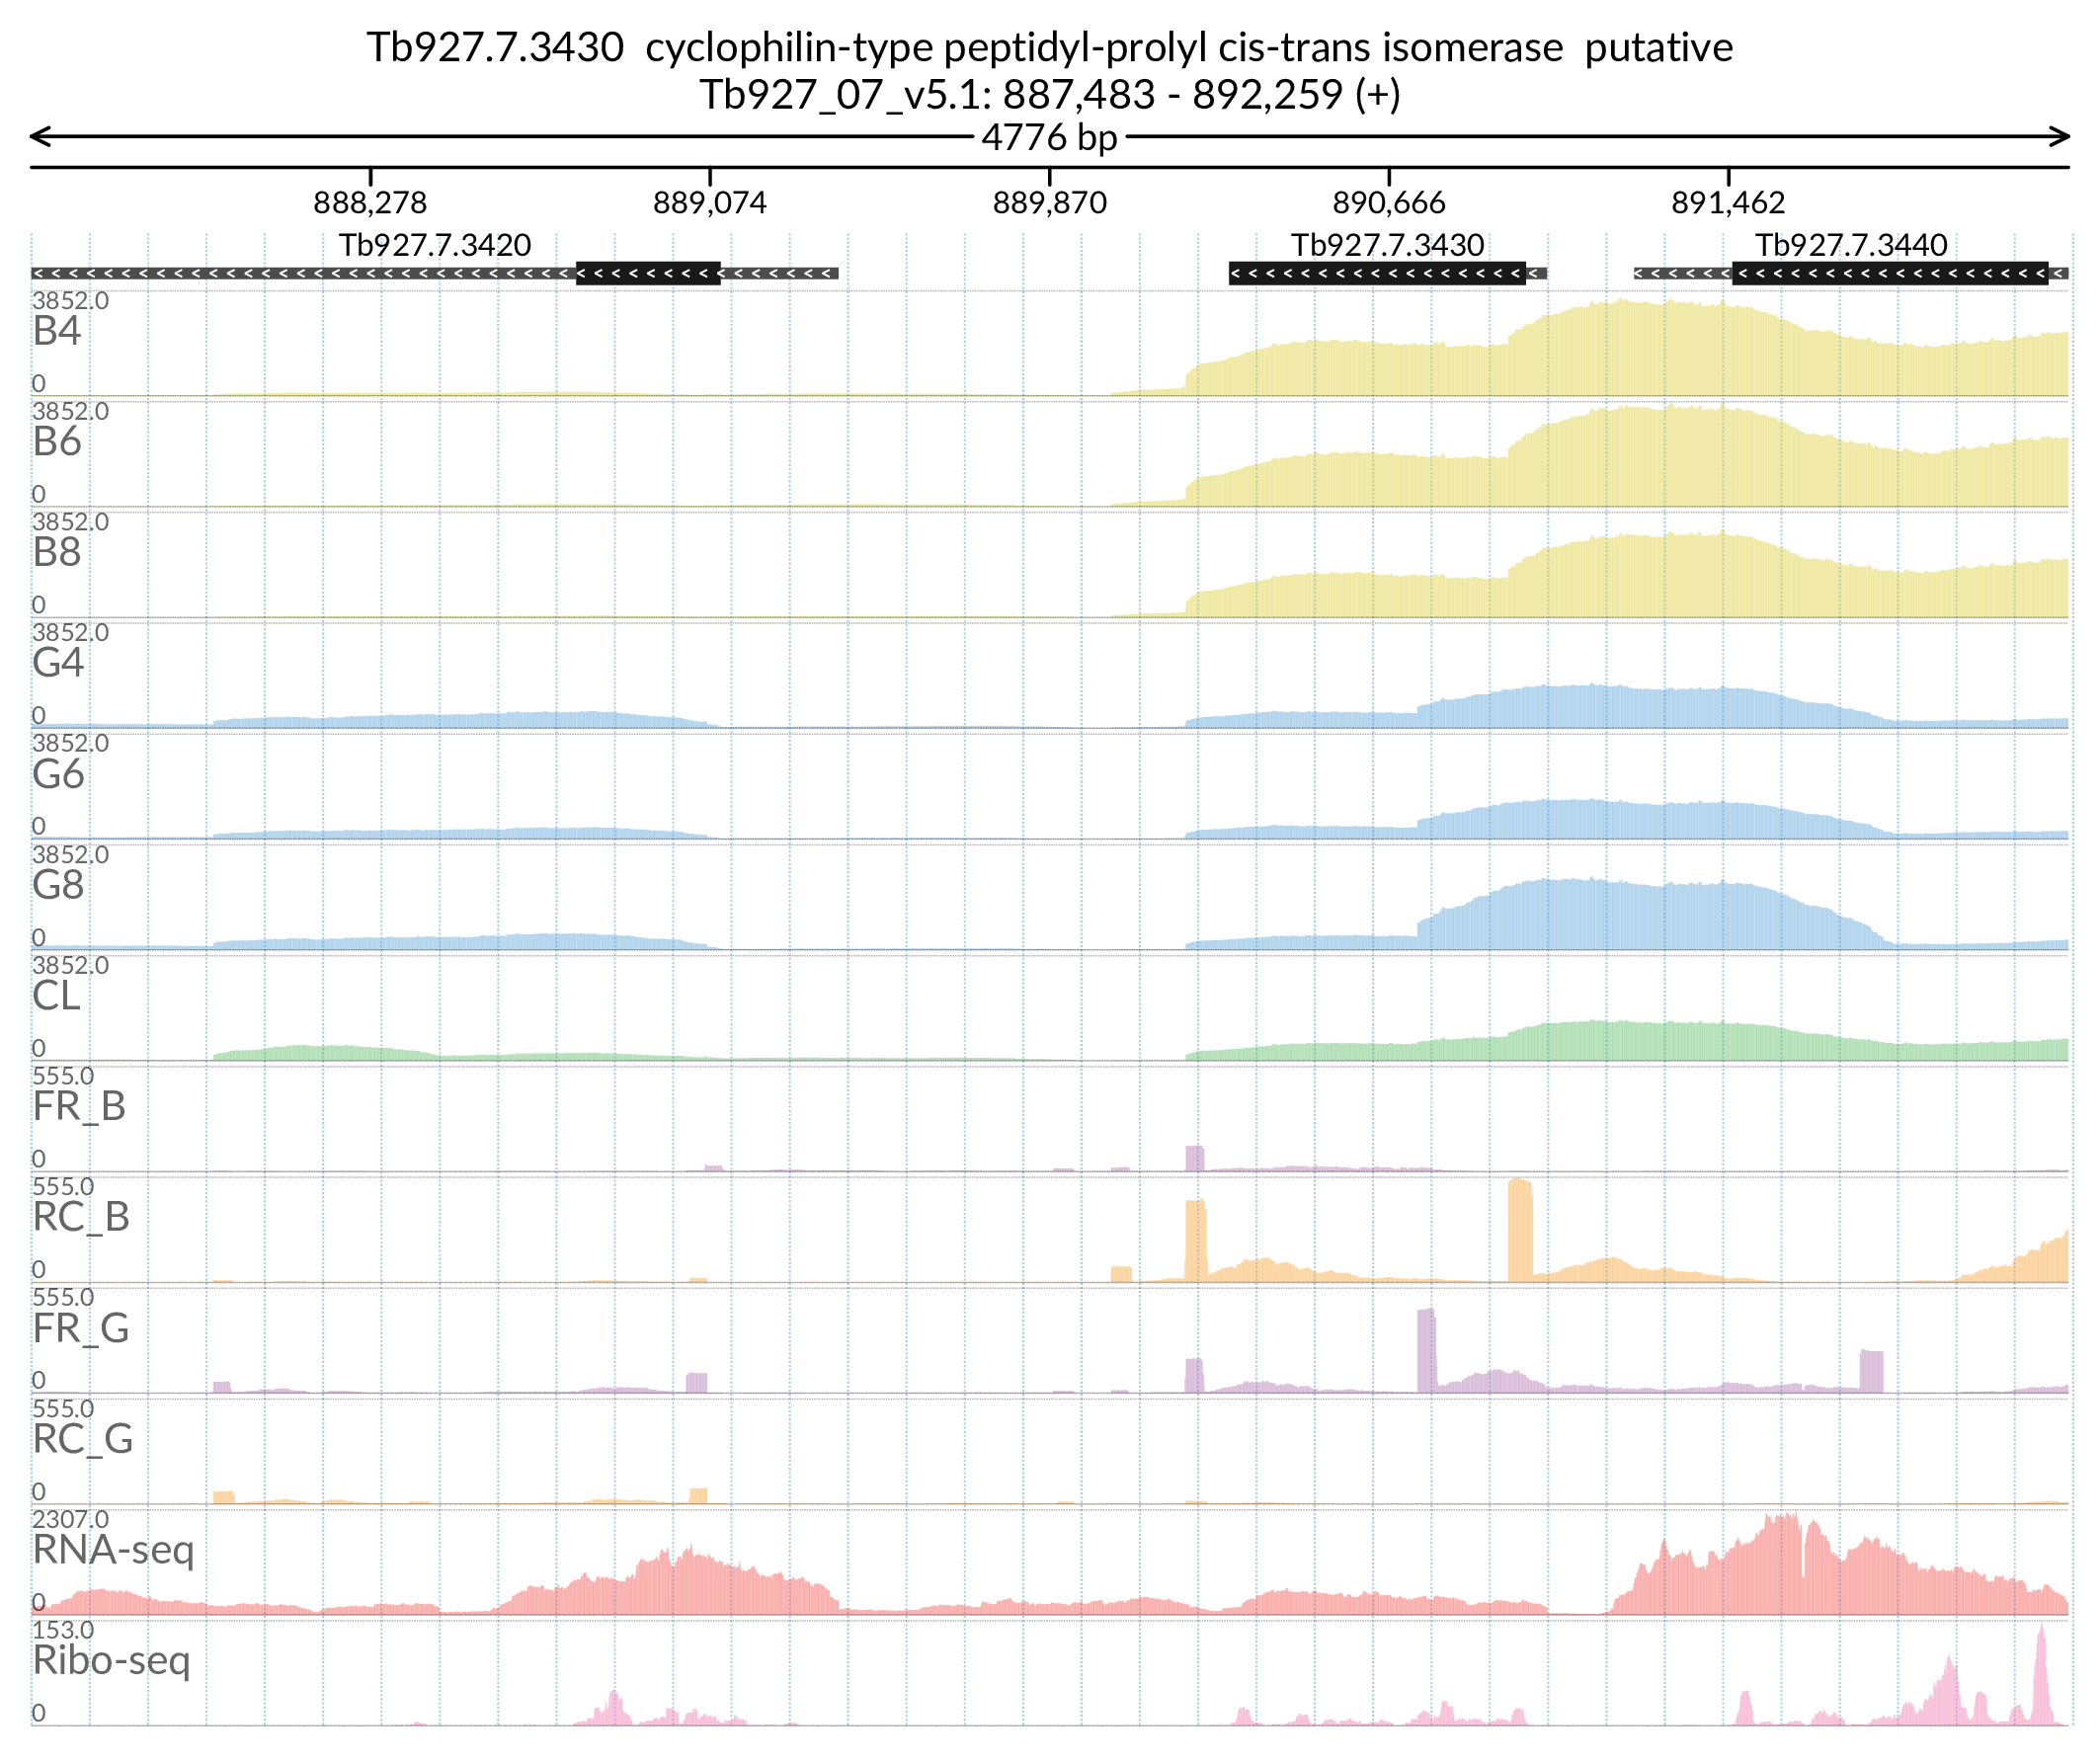 Tb927.7.3430 cyclophilin-type peptidyl-prolyl cis-trans isomerase putative
Tb927_07_v5.1: 887,483 - 892,259 (+)
4776 bp
888,278 889,074 889,870 890,666 891,462
Tb927.7.3420 Tb927.7.3430 Tb927.7.3440
3852.0
B4
0
3852.0
B6
0
3852.0
B8
0
3852.0
G4
0
3852.0
G6
0
3852.0
G8
0
3852.0
CL
0
555.0
FR_B
0
555.0
RC_B
0
555.0
FR_G
0
555.0
RC_G
0
2307.0
RNA-seq
0
153.0
Ribo-seq
0